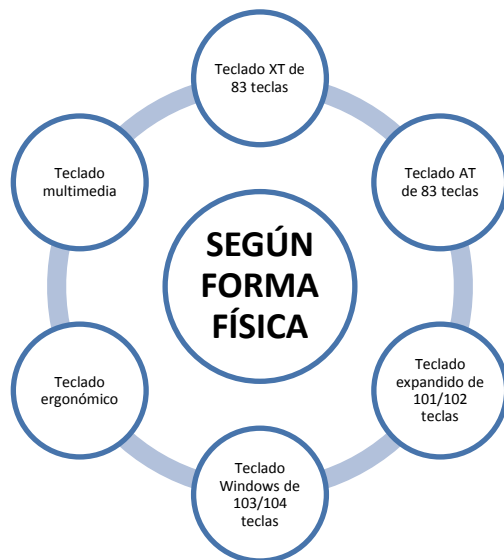 Teclado XT de
83 teclas
Teclado AT
de 83 teclas
Teclado
expandido de
101/102
teclas
Teclado
Windows de
103/104
teclas
Teclado
ergonómico
Teclado
multimedia
SEGÚN
FORMA
FÍSICA